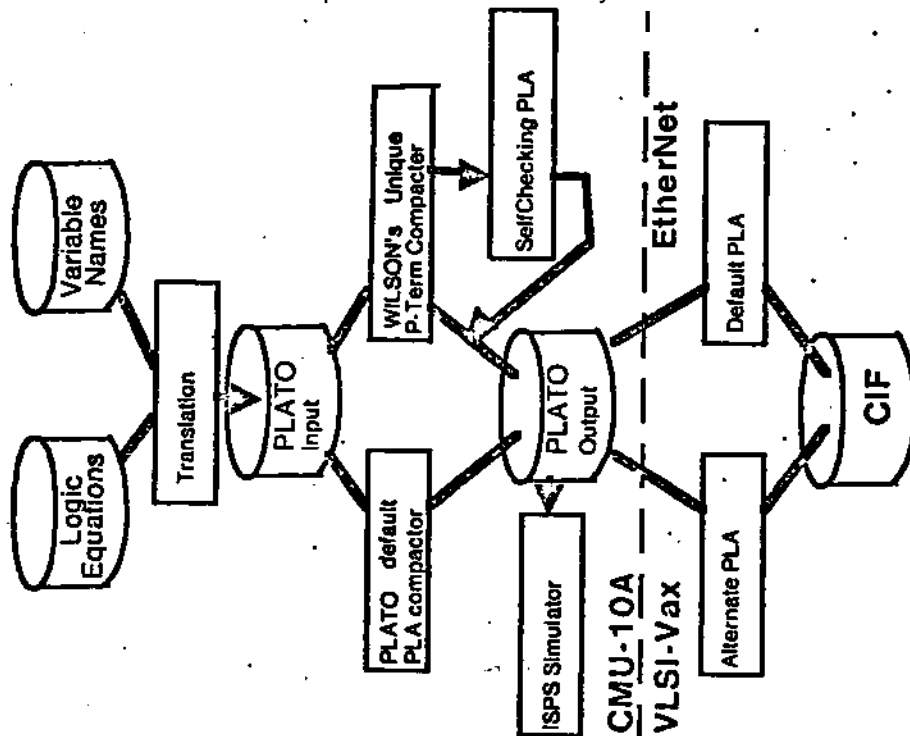 Logic
Equations
Variable
Names
Translation
PLATO
Input
PLATO default
PLA compactor
WILSON's Unique
P-Term Compacter
SelfChecking PLA
ISPS Simulator
PLATO
Output
CMU-10A
EtherNet
VLSI-Vax
Alternate PLA
Default PLA
CIF